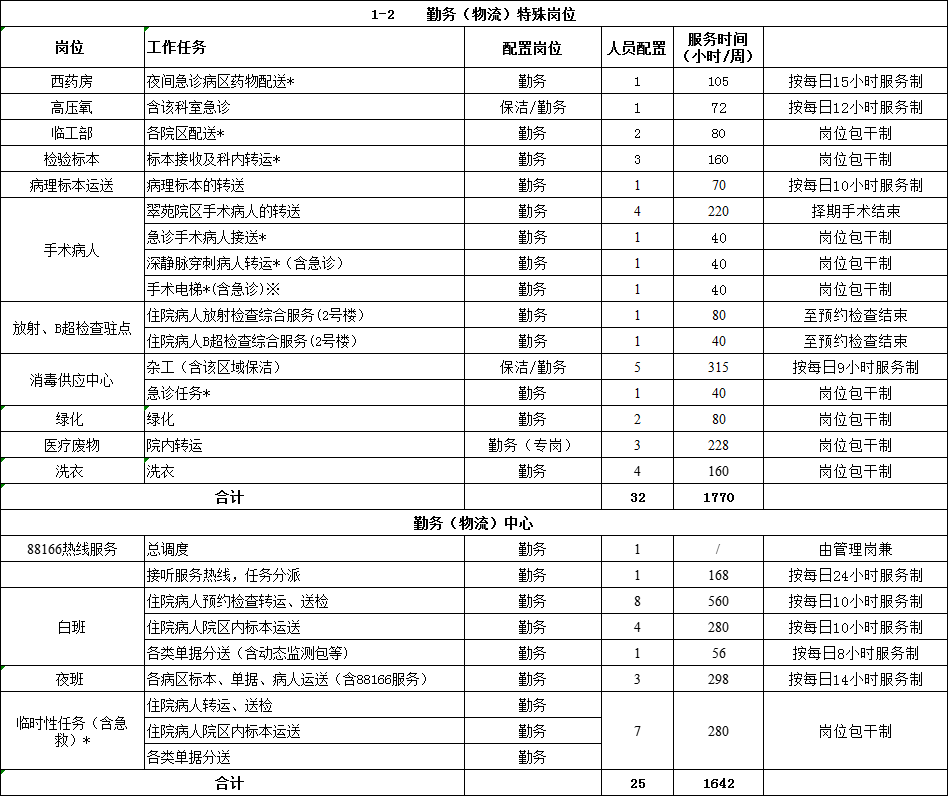 1-2 勤务（物流）特殊岗位
岗位 工作任务 配置岗位 人员配置 服务时间
（小时/周）
西药房 夜间急诊病区药物配送* 勤务 1 105 按每日15小时服务制
高压氧 含该科室急诊 保洁/勤务 1 72 按每日12小时服务制
临工部 各院区配送* 勤务 2 80 岗位包干制
检验标本 标本接收及科内转运* 勤务 3 160 岗位包干制
病理标本运送 病理标本的转送 勤务 1 70 按每日10小时服务制
手术病人 翠苑院区手术病人的转送 勤务 4 220 择期手术结束
急诊手术病人接送* 勤务 1 40 岗位包干制
深静脉穿刺病人转运*（含急诊） 勤务 1 40 岗位包干制
手术电梯*(含急诊)※ 勤务 1 40 岗位包干制
放射、B超检查驻点 住院病人放射检查综合服务(2号楼） 勤务 1 80 至预约检查结束
住院病人B超检查综合服务(2号楼） 勤务 1 40 至预约检查结束
消毒供应中心 杂工（含该区域保洁） 保洁/勤务 5 315 按每日9小时服务制
急诊任务* 勤务 1 40 岗位包干制
绿化 绿化 勤务 2 80 岗位包干制
医疗废物 院内转运 勤务（专岗） 3 228 岗位包干制
洗衣 洗衣 勤务 4 160 岗位包干制
合计 32 1770
勤务（物流）中心
88166热线服务 总调度 勤务 1 / 由管理岗兼
接听服务热线，任务分派 勤务 1 168 按每日24小时服务制
白班 住院病人预约检查转运、送检 勤务 8 560 按每日10小时服务制
住院病人院区内标本运送 勤务 4 280 按每日10小时服务制
各类单据分送（含动态监测包等） 勤务 1 56 按每日8小时服务制
夜班 各病区标本、单据、病人运送（含88166服务） 勤务 3 298 按每日14小时服务制
临时性任务（含急
救）* 住院病人转运、送检 勤务 7 280 岗位包干制
住院病人院区内标本运送 勤务
各类单据分送 勤务
合计 25 1642